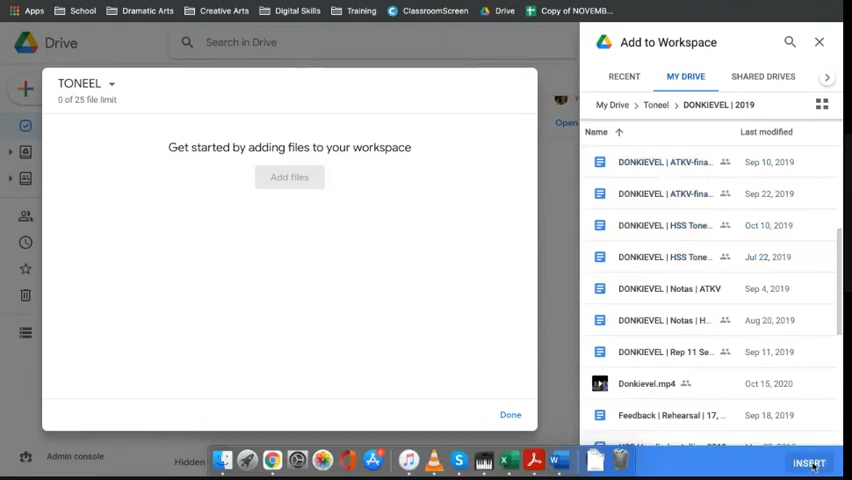 Apps School Dramatic Arts Creative Arts Digital Skills Training ClassroomScreen Drive Copy of NOVEMB...
Drive
Search in Drive
TONEEL
0 of 25 file limit
Get started by adding files to your workspace
Add files
Done
Open
Admin console
Hidden
Add to Workspace
RECENT MY DRIVE SHARED DRIVES
My Drive > Toneel > DONKIEVEL | 2019
Name Last modified
DONKIEVEL | ATKV-fina... Sep 10, 2019
DONKIEVEL | ATKV-fina... Sep 22, 2019
DONKIEVEL | HSS Tone... Oct 10, 2019
DONKIEVEL | HSS Tone... Jul 22, 2019
DONKIEVEL | Notas | ATKV Sep 4, 2019
DONKIEVEL | Notas | H... Aug 20, 2019
DONKIEVEL | Rep 11 Se... Sep 11, 2019
Donkievel.mp4 Oct 15, 2020
Feedback | Rehearsal | 17, ... Sep 18, 2019
INSERT